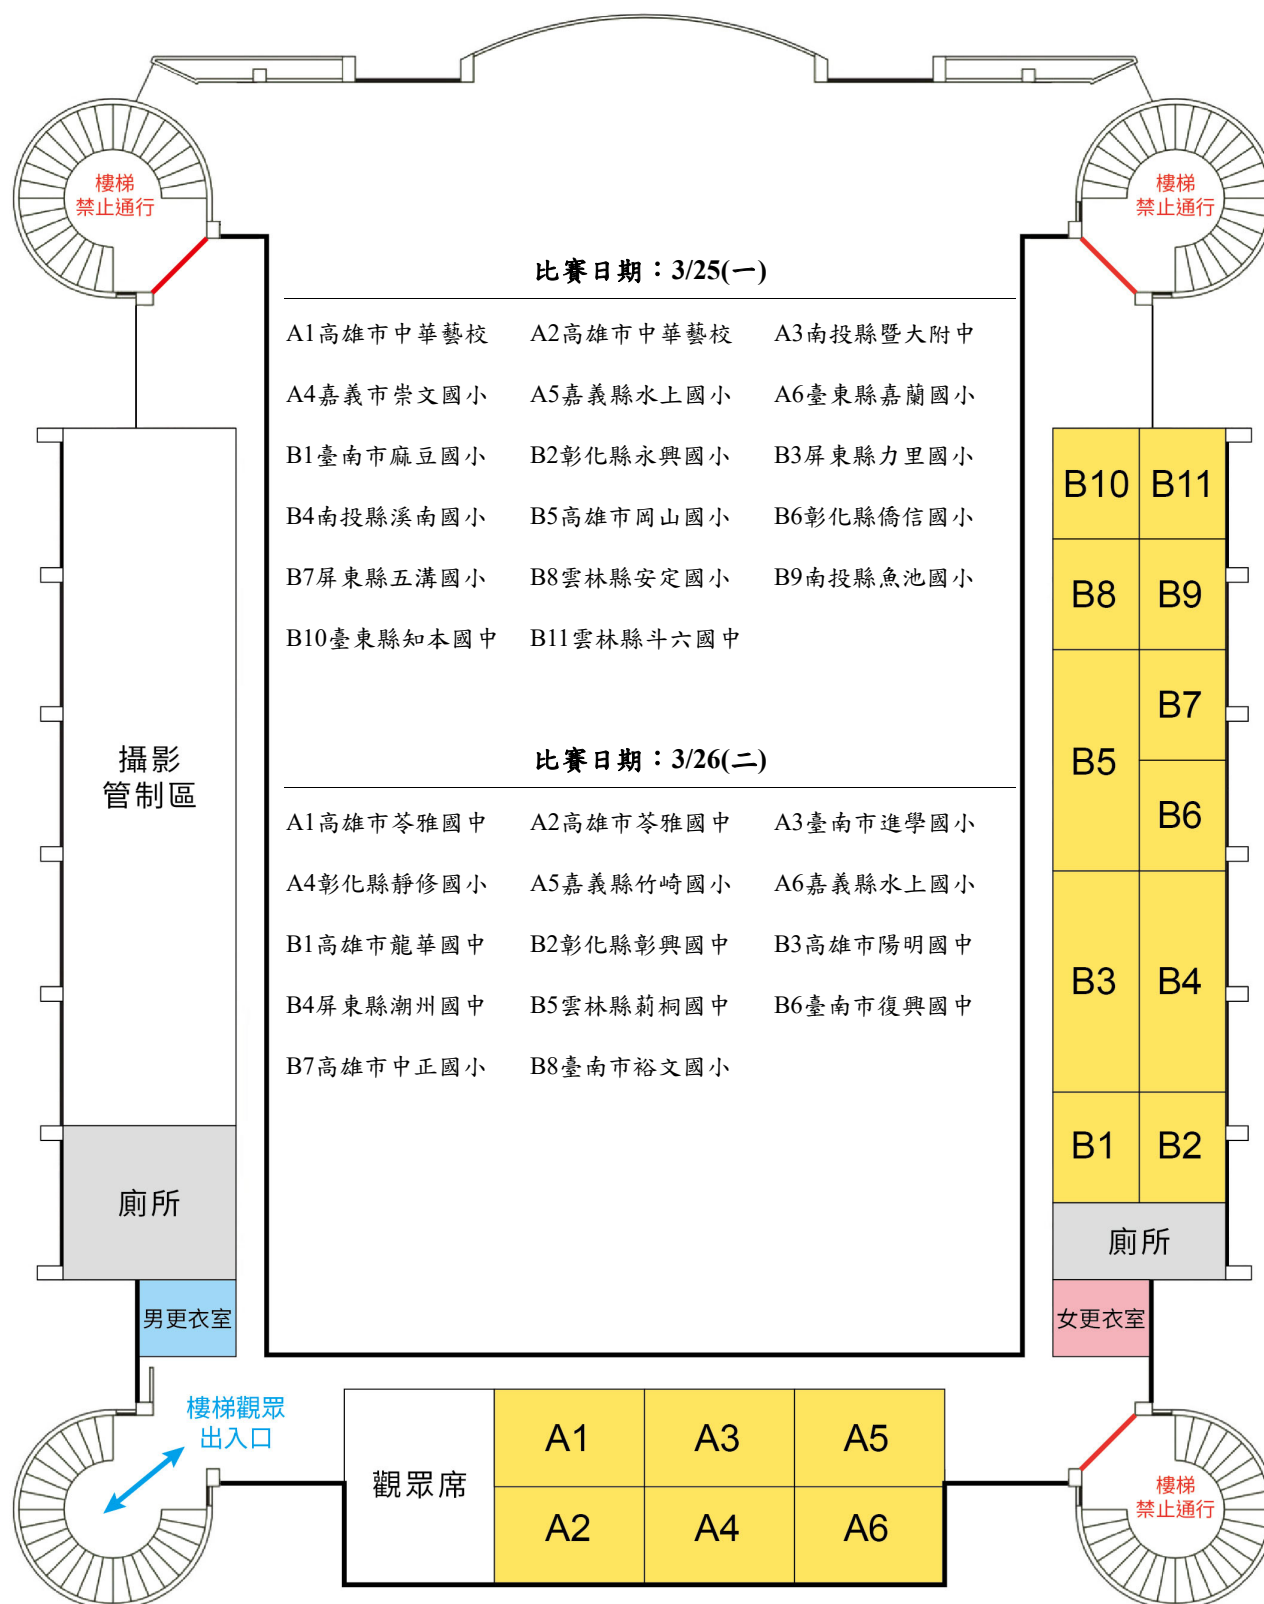 樓梯
禁止通行
樓梯
禁止通行
比賽日期：3/25(一)
A1高雄市中華藝校 A2高雄市中華藝校 A3南投縣暨大附中
A4嘉義市崇文國小 A5嘉義縣水上國小 A6臺東縣嘉蘭國小
B1臺南市麻豆國小 B2彰化縣永興國小 B3屏東縣力里國小
B4南投縣溪南國小 B5高雄市岡山國小 B6彰化縣僑信國小
B7屏東縣五溝國小 B8雲林縣安定國小 B9南投縣魚池國小
B10臺東縣知本國中 B11雲林縣斗六國中
比賽日期：3/26(二)
A1高雄市苓雅國中 A2高雄市苓雅國中 A3臺南市進學國小
A4彰化縣靜修國小 A5嘉義縣竹崎國小 A6嘉義縣水上國小
B1高雄市龍華國中 B2彰化縣彰興國中 B3高雄市陽明國中
B4屏東縣潮州國中 B5雲林縣莿桐國中 B6臺南市復興國中
B7高雄市中正國小 B8臺南市裕文國小
攝影
管制區
廁所
男更衣室
樓梯觀眾
出入口
B10 B11
B8 B9
B7
B5
B6
B3 B4
B1 B2
廁所
女更衣室
觀眾席
A1 A3 A5
A2 A4 A6
樓梯
禁止通行